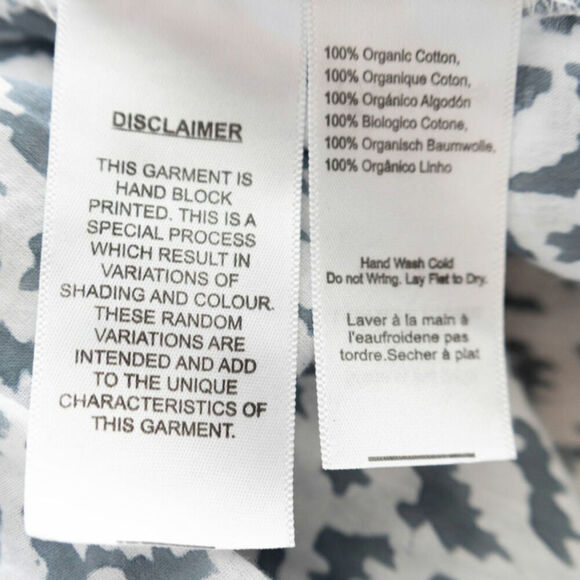 DISCLAIMER
THIS GARMENT IS
HAND BLOCK
PRINTED. THIS IS A
SPECIAL PROCESS
WHICH RESULT IN
VARIATIONS OF
SHADING AND COLOUR.
THESE RANDOM
VARIATIONS ARE
INTENDED AND ADD
TO THE UNIQUE
CHARACTERISTICS OF
THIS GARMENT.
100% Organic Cotton,
100% Organique Coton,
100% Orgánico Algodón
100% Biologico Cotone,
100% Organisch Baumwolle,
100% Orgânico Linho
Hand Wash Cold
Do not Wring. Lay Flet to Dry.
Laver à la main à
l'eaufroidene pas
tordre.Secher à plat